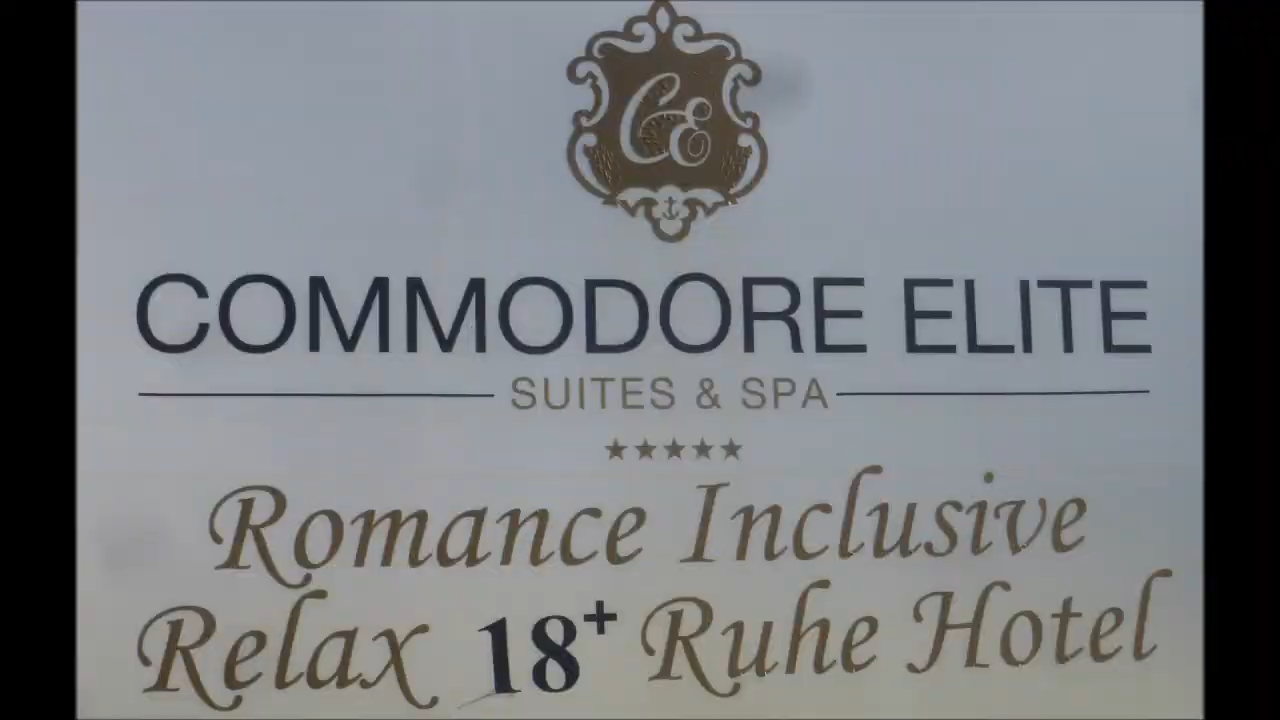 CE
COMMODORE ELITE
SUITES & SPA
★★★★★
Romance Inclusive
Relax 18+ Ruhe Hotel